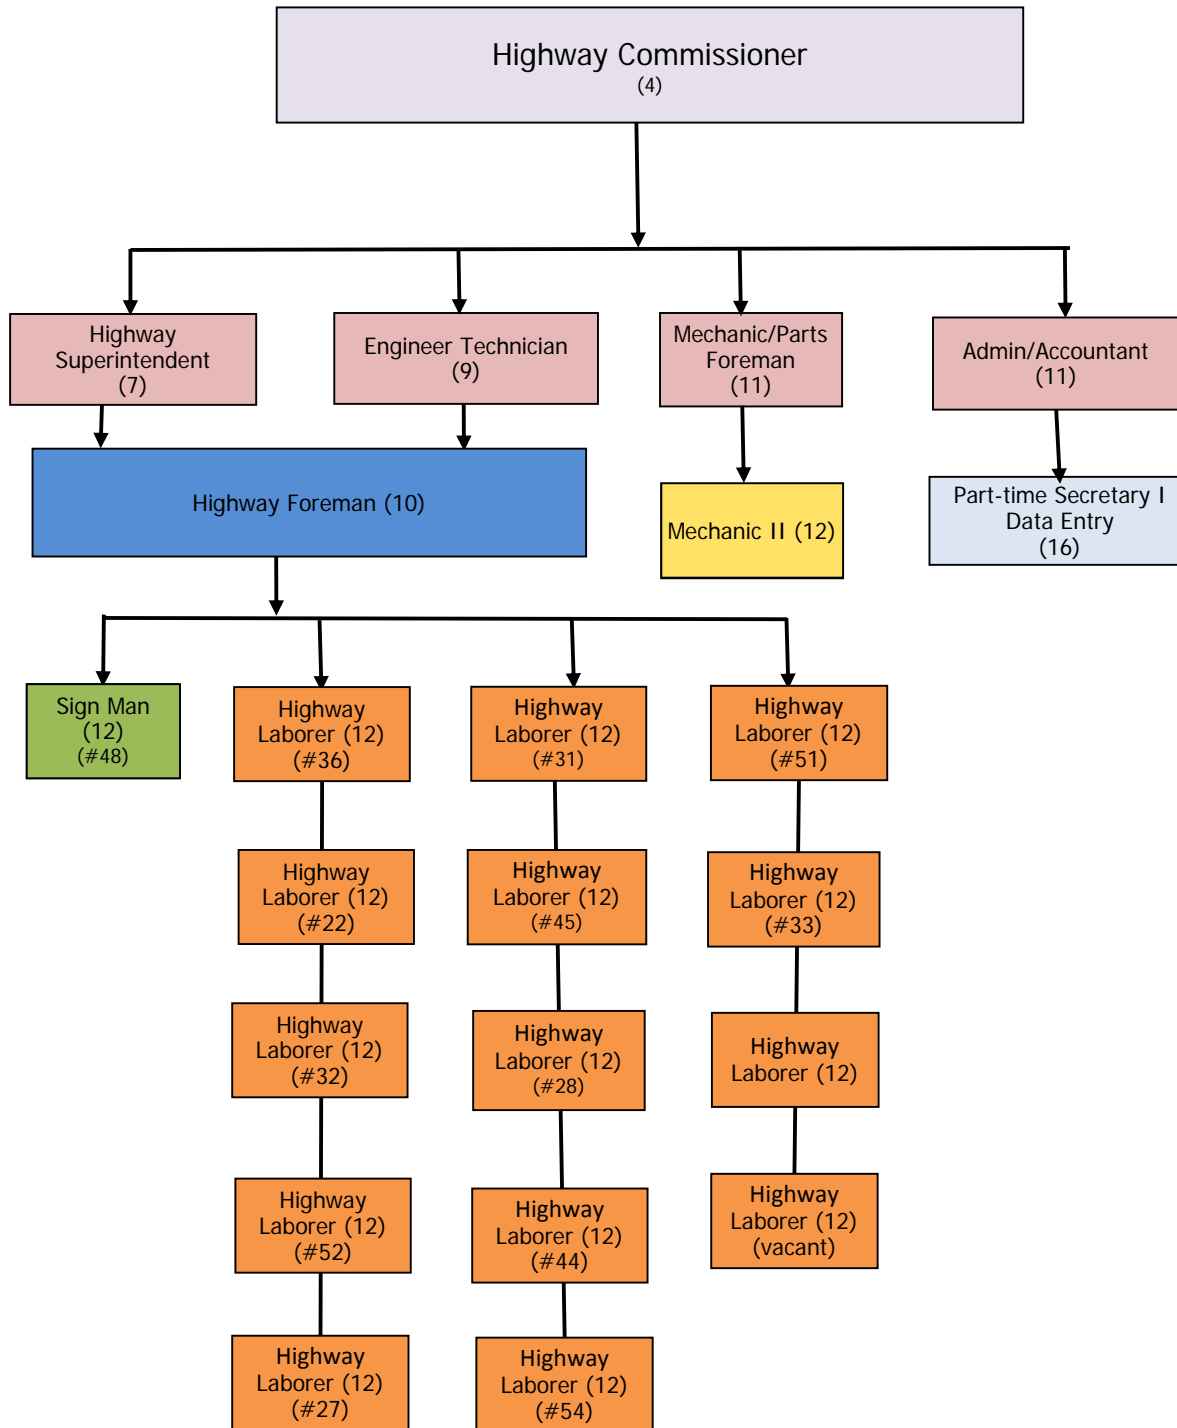 Highway Commissioner
(4)
Highway
Superintendent
(7)
Engineer Technician
(9)
Mechanic/Parts
Foreman
(11)
Admin/Accountant
(11)
Highway Foreman (10)
Mechanic II (12)
Part-time Secretary I
Data Entry
(16)
Sign Man
(12)
(#48)
Highway
Laborer (12)
(#36)
Highway
Laborer (12)
(#31)
Highway
Laborer (12)
(#51)
Highway
Laborer (12)
(#22)
Highway
Laborer (12)
(#45)
Highway
Laborer (12)
(#33)
Highway
Laborer (12)
(#32)
Highway
Laborer (12)
(#28)
Highway
Laborer (12)
Highway
Laborer (12)
(#52)
Highway
Laborer (12)
(#44)
Highway
Laborer (12)
(vacant)
Highway
Laborer (12)
(#27)
Highway
Laborer (12)
(#54)